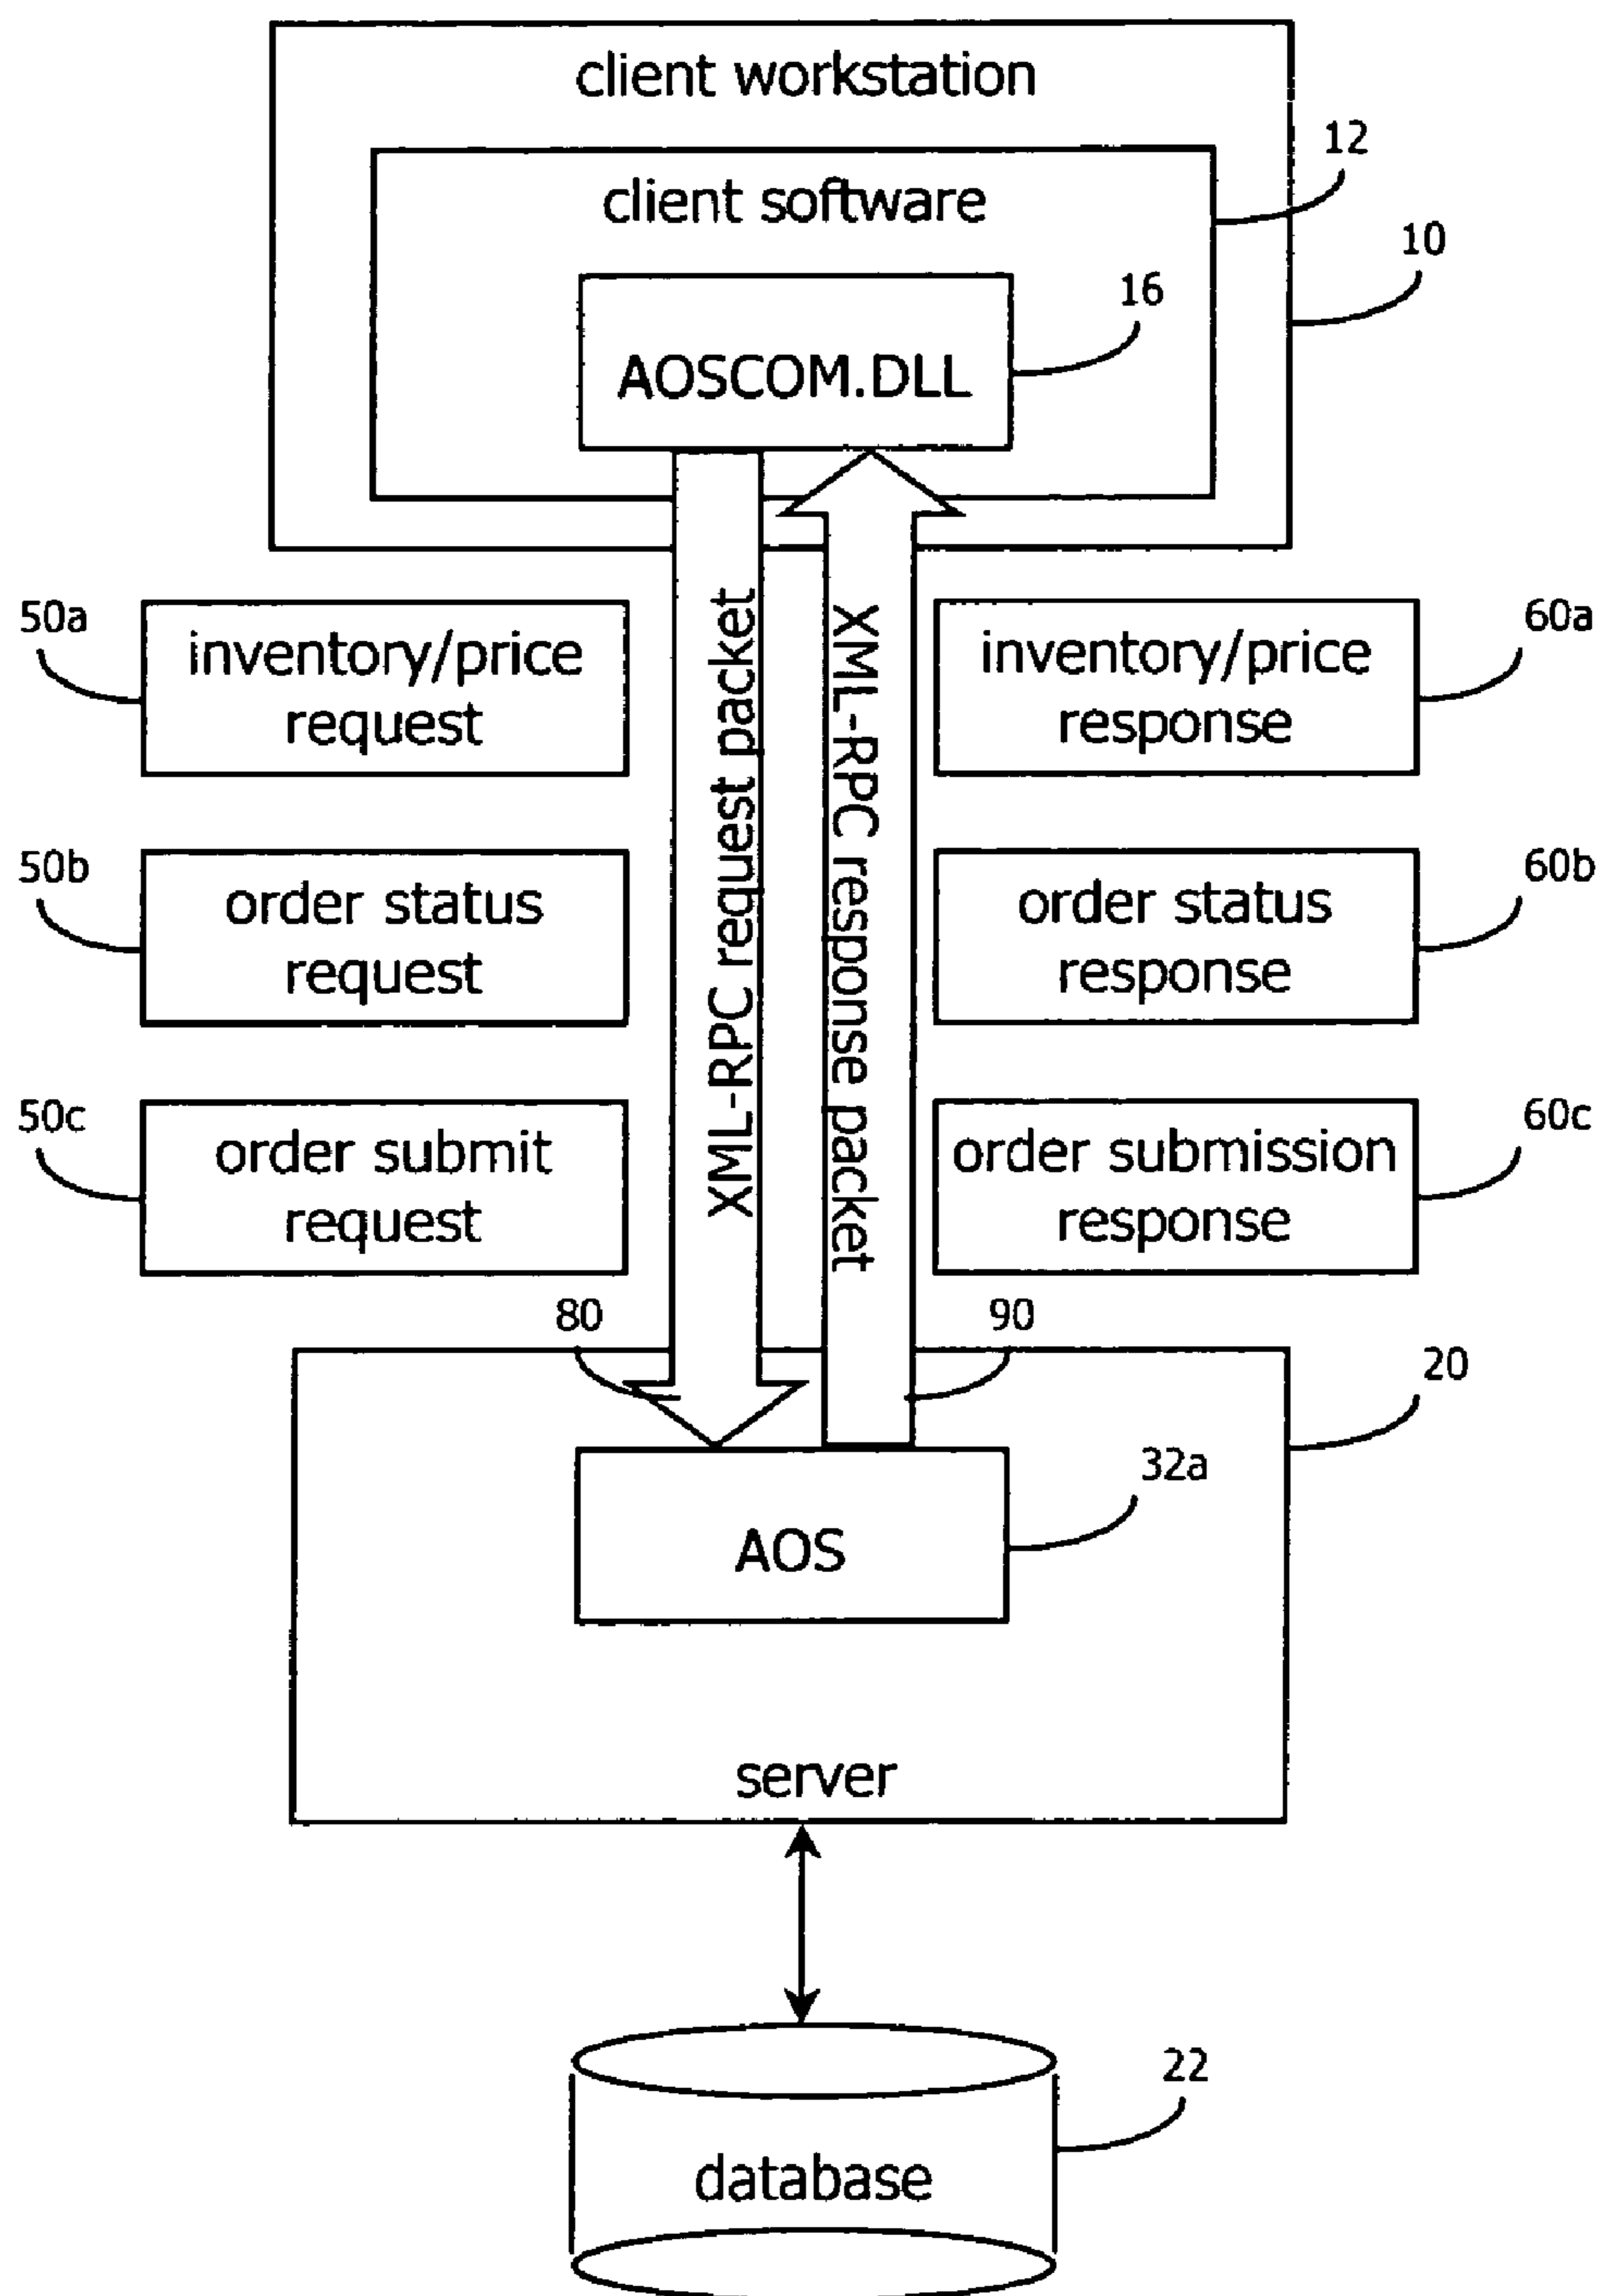 client workstation
12
client software
10
16
AOSCOM.DLL
50a
inventory/price
request
XML-RPC request packet
XML-RPC response packet
60a
inventory/price
response
50b
order status
request
60b
order status
response
50c
order submit
request
60c
order submission
response
80
90
20
32a
AOS
server
22
database